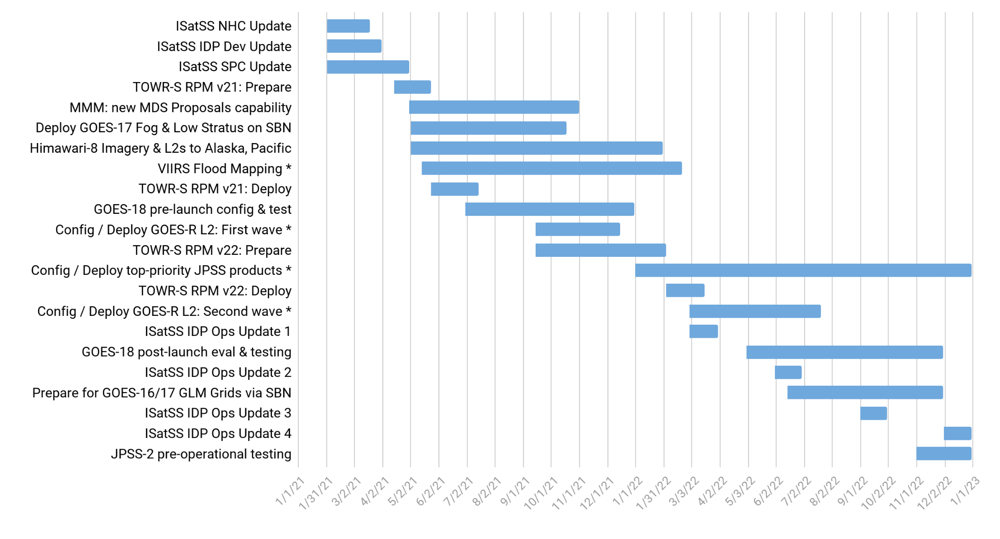 ISatSS NHC Update
ISatSS IDP Dev Update
ISatSS SPC Update
TOWR-S RPM v21: Prepare
MMM: new MDS Proposals capability
Deploy GOES-17 Fog & Low Stratus on SBN
Himawari-8 Imagery & L2s to Alaska, Pacific
VIIRS Flood Mapping *
TOWR-S RPM v21: Deploy
GOES-18 pre-launch config & test
Config / Deploy GOES-R L2: First wave *
TOWR-S RPM v22: Prepare
Config / Deploy top-priority JPSS products *
TOWR-S RPM v22: Deploy
Config / Deploy GOES-R L2: Second wave *
ISatSS IDP Ops Update 1
GOES-18 post-launch eval & testing
ISatSS IDP Ops Update 2
Prepare for GOES-16/17 GLM Grids via SBN
ISatSS IDP Ops Update 3
ISatSS IDP Ops Update 4
JPSS-2 pre-operational testing
1/1/21
1/31/21
3/2/21
4/2/21
5/2/21
6/2/21
7/2/21
8/2/21
9/1/21
10/1/21
11/1/21
12/1/21
1/1/22
1/31/22
3/3/22
4/2/22
5/3/22
6/2/22
7/2/22
8/2/22
9/1/22
10/2/22
11/1/22
12/2/22
1/1/23